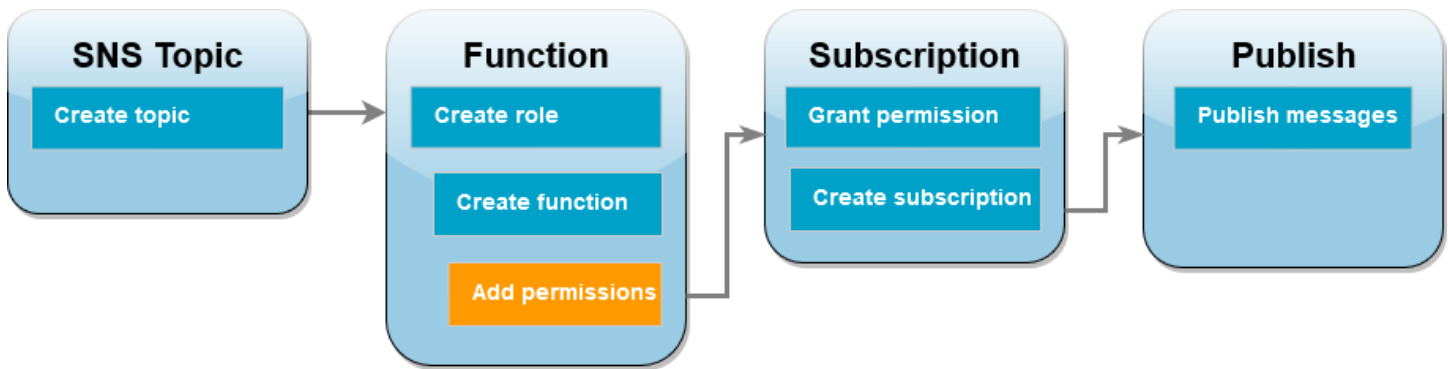 SNS Topic
Create topic
Function
Create role
Create function
Add permissions
Subscription
Grant permission
Create subscription
Publish
Publish messages